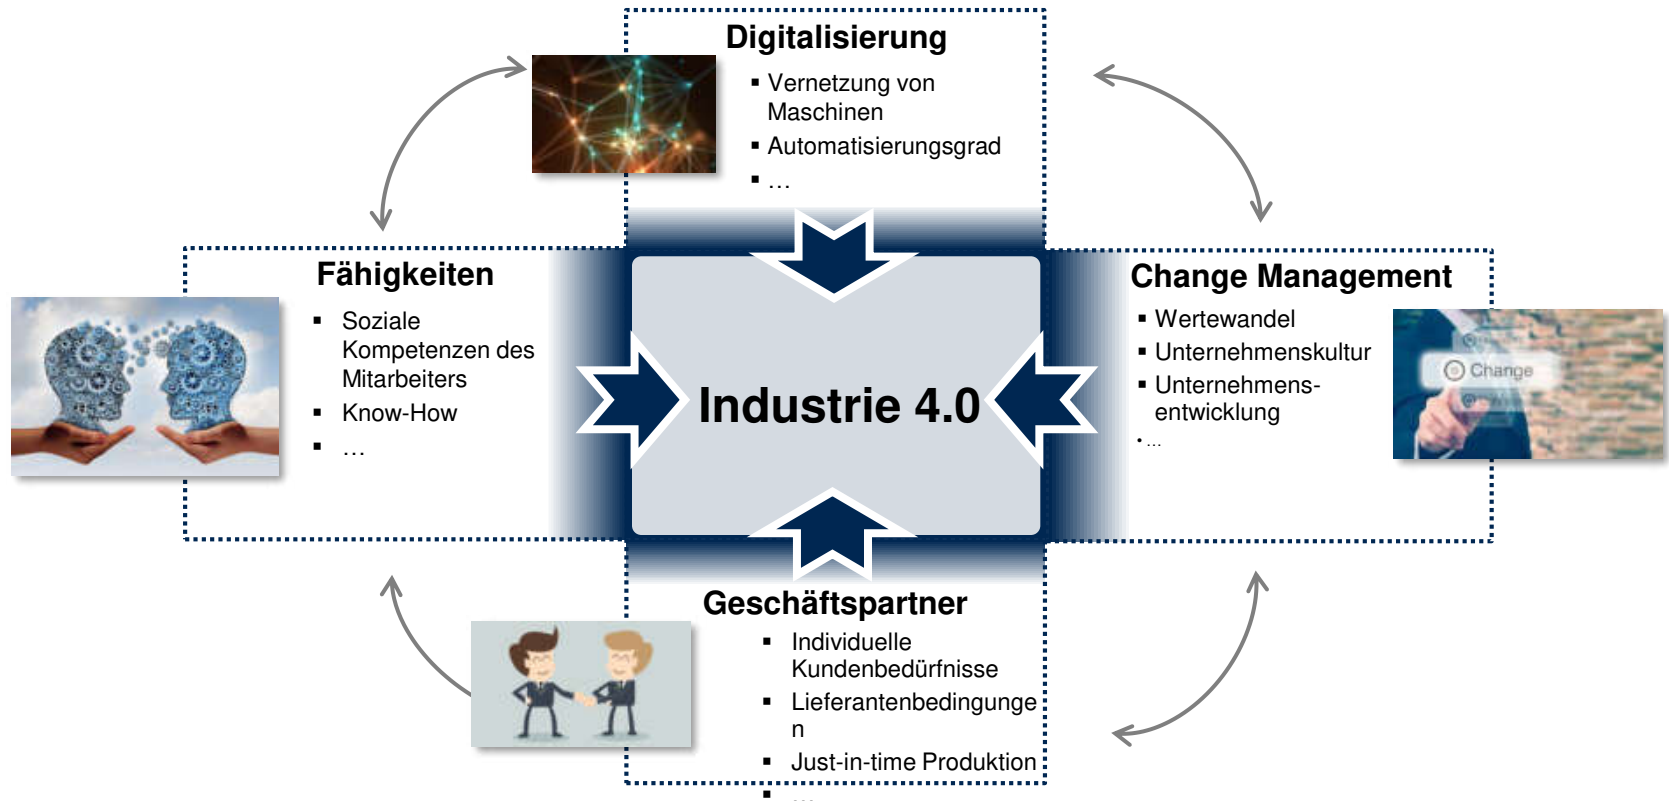 Digitalisierung
▪ Vernetzung von
Maschinen
▪ Automatisierungsgrad
▪ …
Fähigkeiten
▪ Soziale
Kompetenzen des
Mitarbeiters
▪ Know-How
▪ …
Industrie 4.0
Change Management
▪ Wertewandel
▪ Unternehmenskultur
▪ Unternehmens-
entwicklung
• …
Change
Geschäftspartner
▪ Individuelle
Kundenbedürfnisse
▪ Lieferantenbedingunge
n
▪ Just-in-time Produktion
▪ …